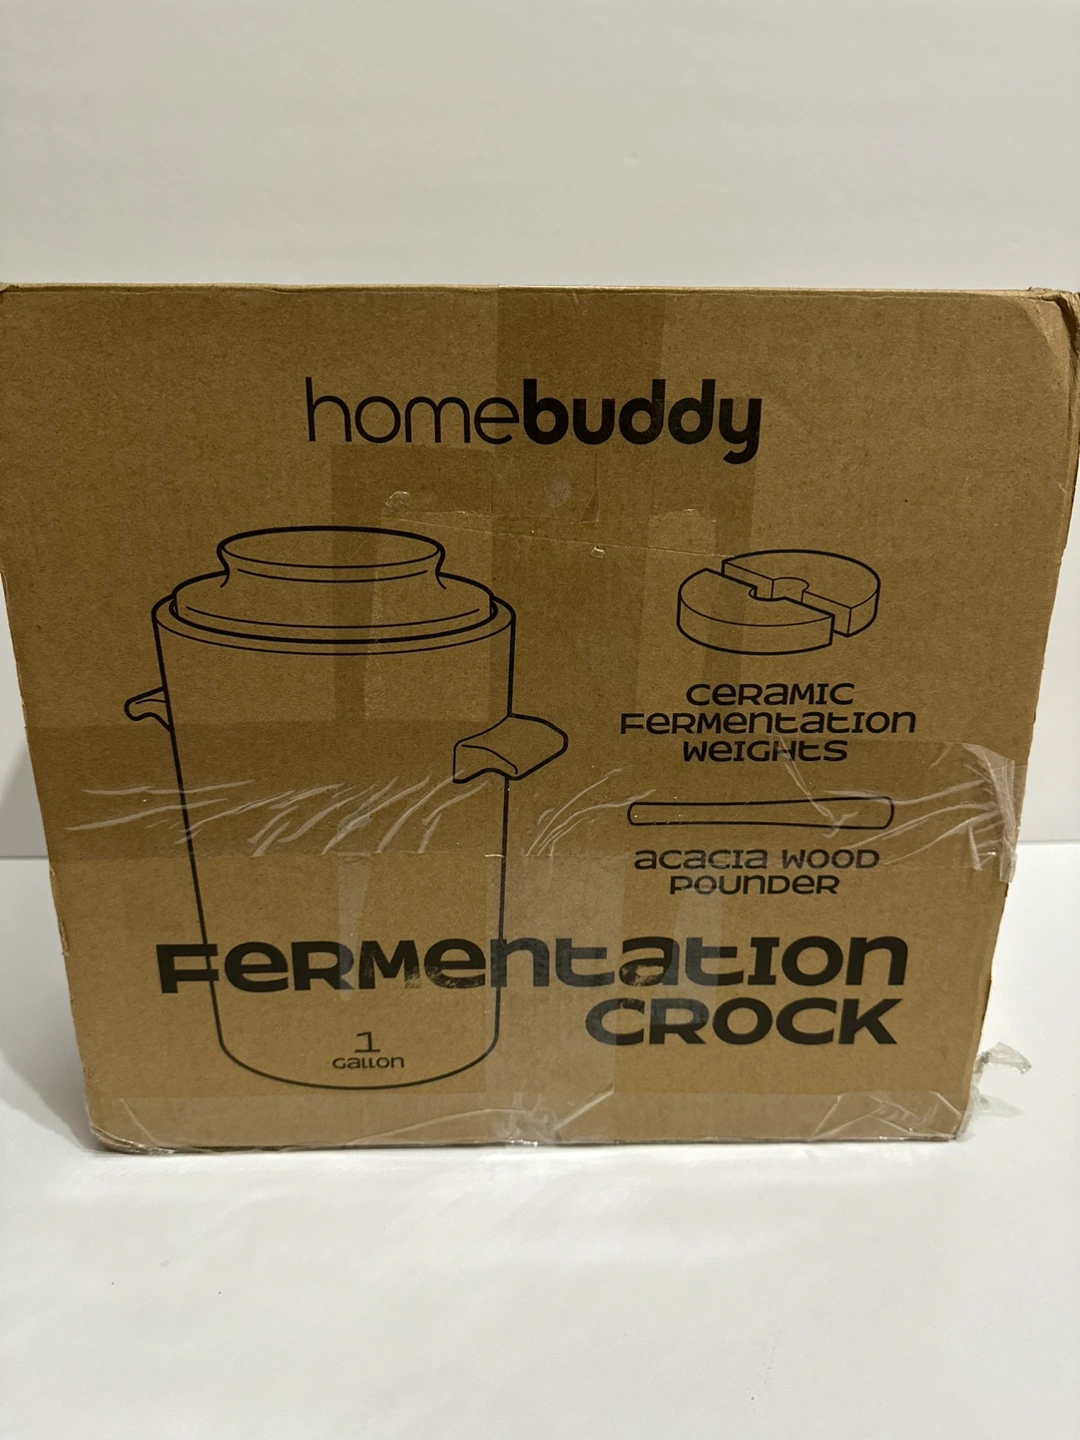 homebuddy
CERAMIC
FERMENTATION
WEIGHTS
ACACIA WOOD
POUNDER
FERMENTATION
CROCK
1
GALLON